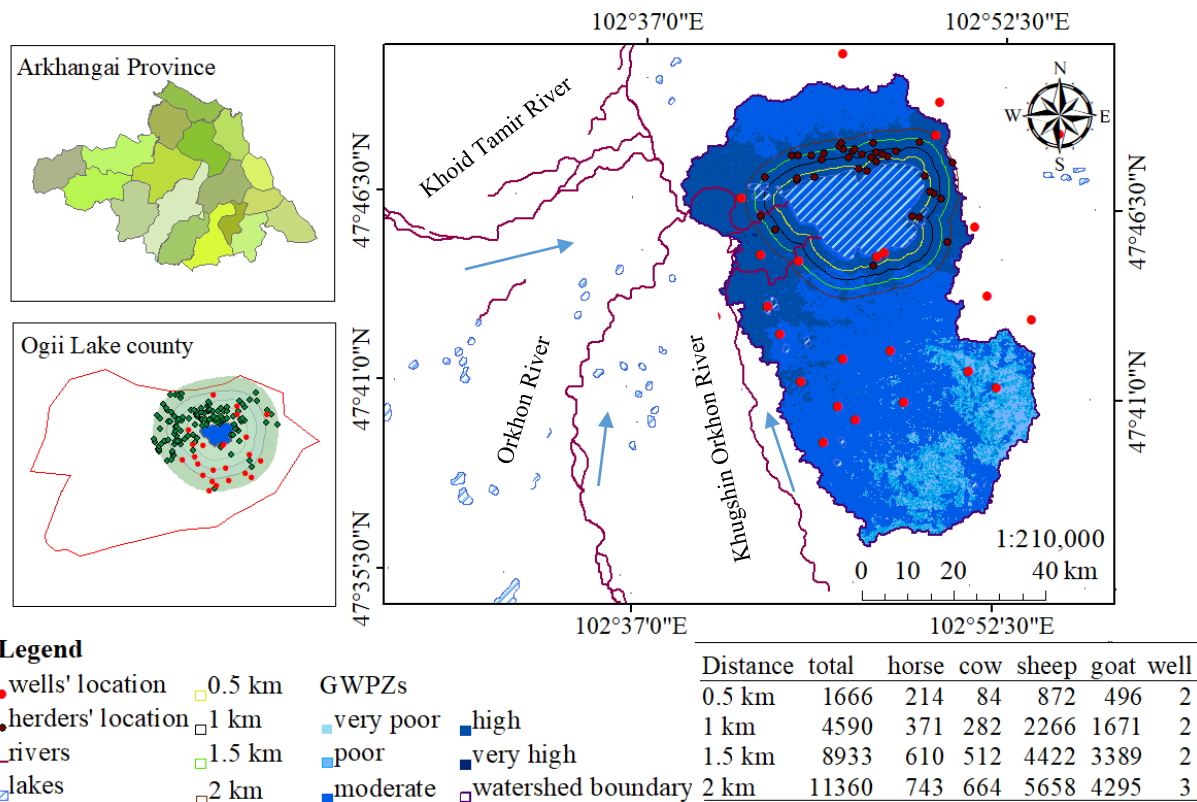 102°37'0"E 102°52'30"E
Arkhangai Province
N
W E
S
Khoid Tamir River
47°46'30"N
47°46'30"N
Ogii Lake county
Orkhon River
Khugshin Orkhon River
47°41'0"N
47°41'0"N
1:210,000
0 10 20 40 km
47°35'30"N
102°37'0"E 102°52'30"E
Legend
wells' location
herders' location
rivers
lakes
0.5 km
1 km
1.5 km
2 km
GWPZs
very poor
poor
moderate
high
very high
watershed boundary
Distance total horse cow sheep goat well
0.5 km 1666 214 84 872 496 2
1 km 4590 371 282 2266 1671 2
1.5 km 8933 610 512 4422 3389 2
2 km 11360 743 664 5658 4295 3